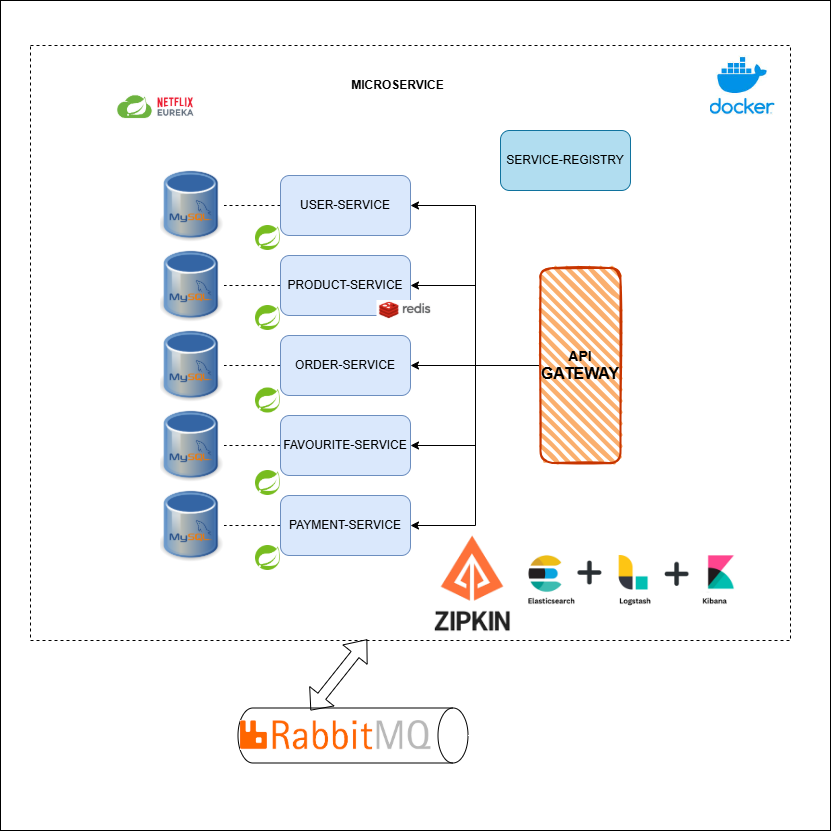 MICROSERVICE
NETFLIX
EUREKA
docker
SERVICE-REGISTRY
MySQL
USER-SERVICE
MySQL
PRODUCT-SERVICE
redis
MySQL
ORDER-SERVICE
API
GATEWAY
MySQL
FAVOURITE-SERVICE
MySQL
PAYMENT-SERVICE
ZIPKIN
Elasticsearch
+
Logstash
+
Kibana
RabbitMQ